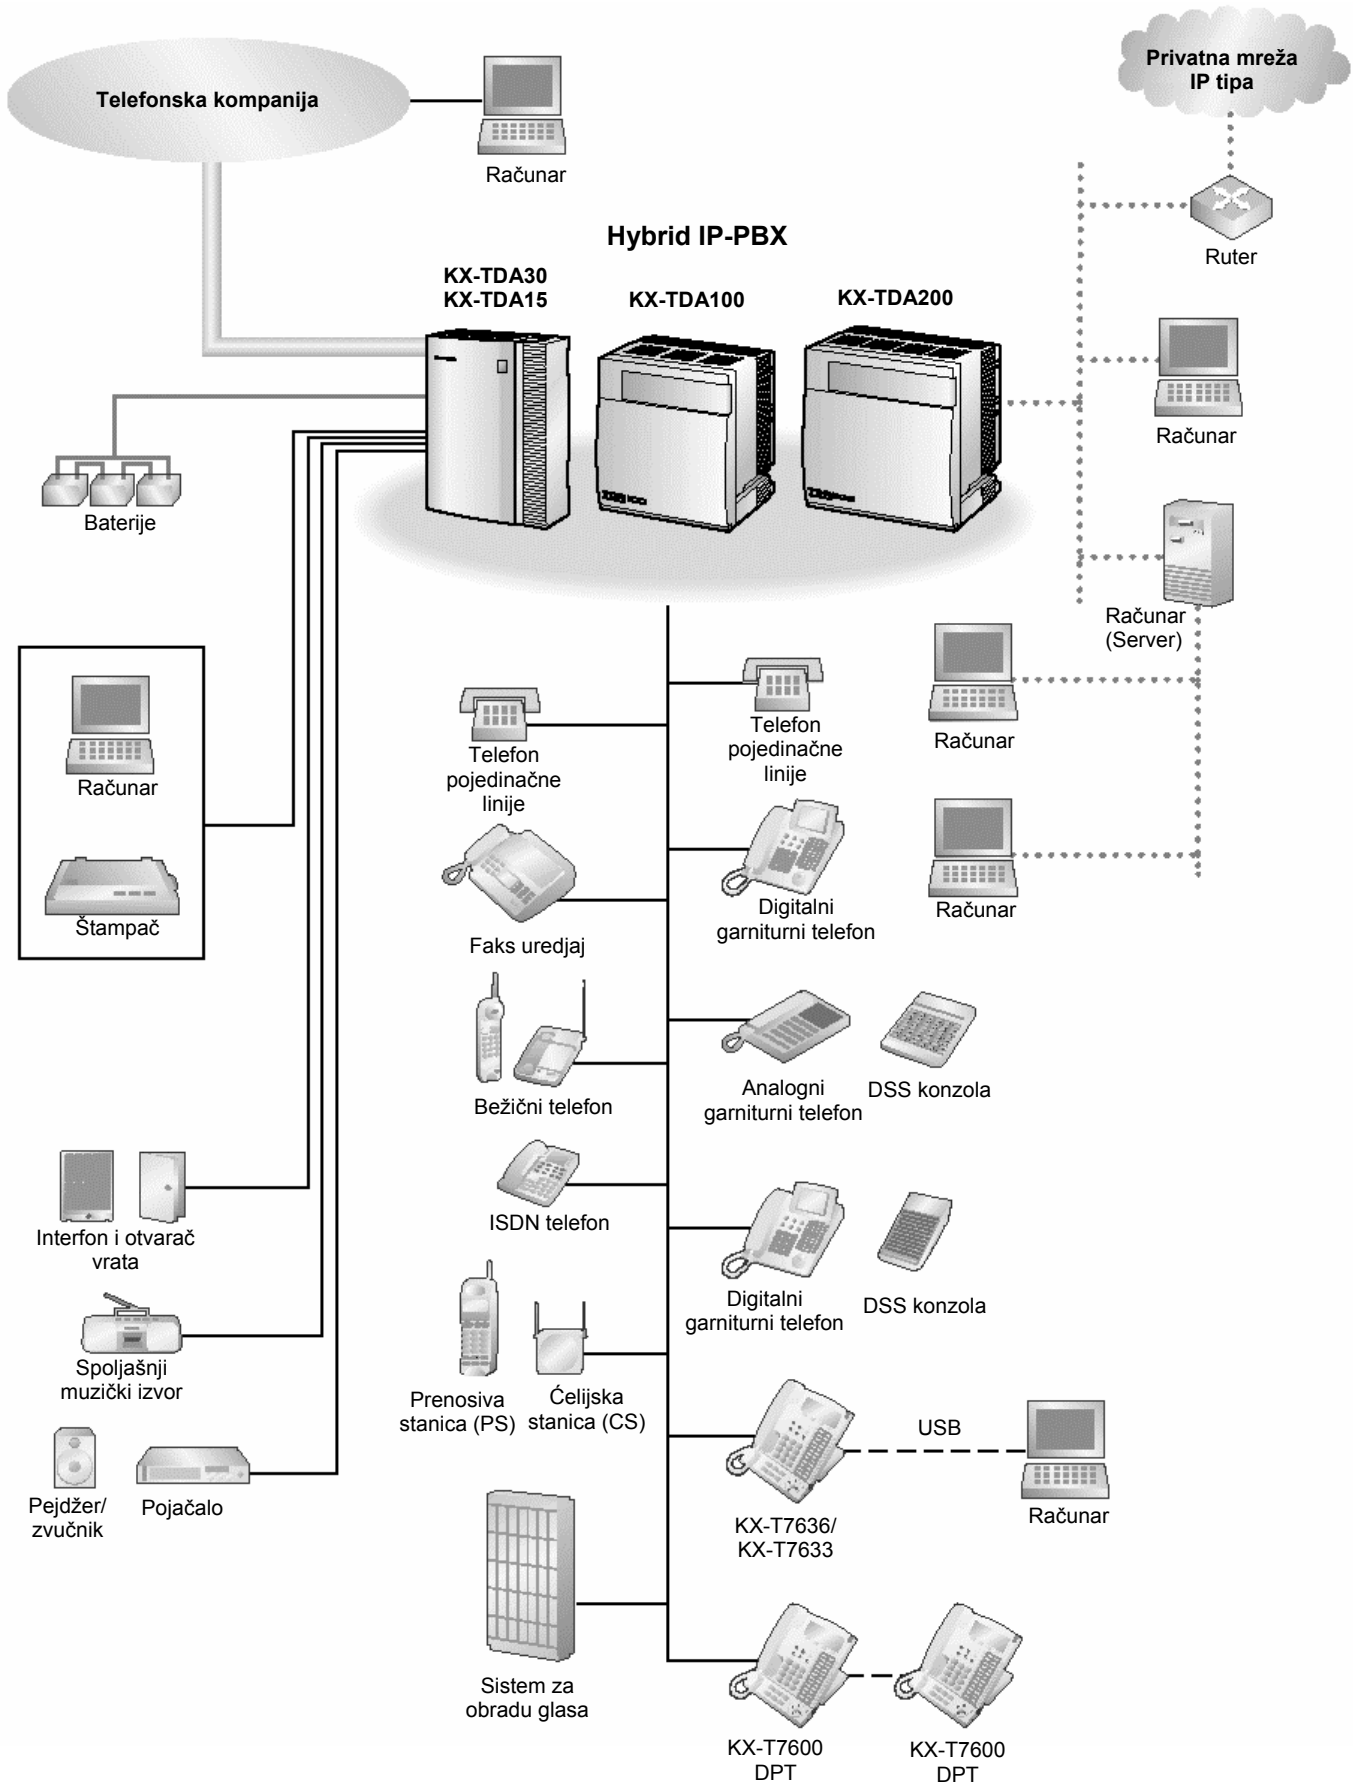 Telefonska kompanija
Računar
Privatna mreža
IP tipa
Ruter
Hybrid IP-PBX
KX-TDA30
KX-TDA15
KX-TDA100
KX-TDA200
Računar
Baterije
Računar
(Server)
Računar
Štampač
Telefon
pojedinačne
linije
Telefon
pojedinačne
linije
Računar
Faks uredjaj
Digitalni
garniturni telefon
Računar
Bežični telefon
Analogni
garniturni telefon
DSS konzola
ISDN telefon
Interfon i otvarač
vrata
Digitalni
garniturni telefon
DSS konzola
Spoljašnji
muzički izvor
Prenosiva
stanica (PS)
Ćelijska
stanica (CS)
USB
Pejdžer/
zvučnik
Pojačalo
KX-T7636/
KX-T7633
Računar
Sistem za
obradu glasa
KX-T7600
DPT
KX-T7600
DPT